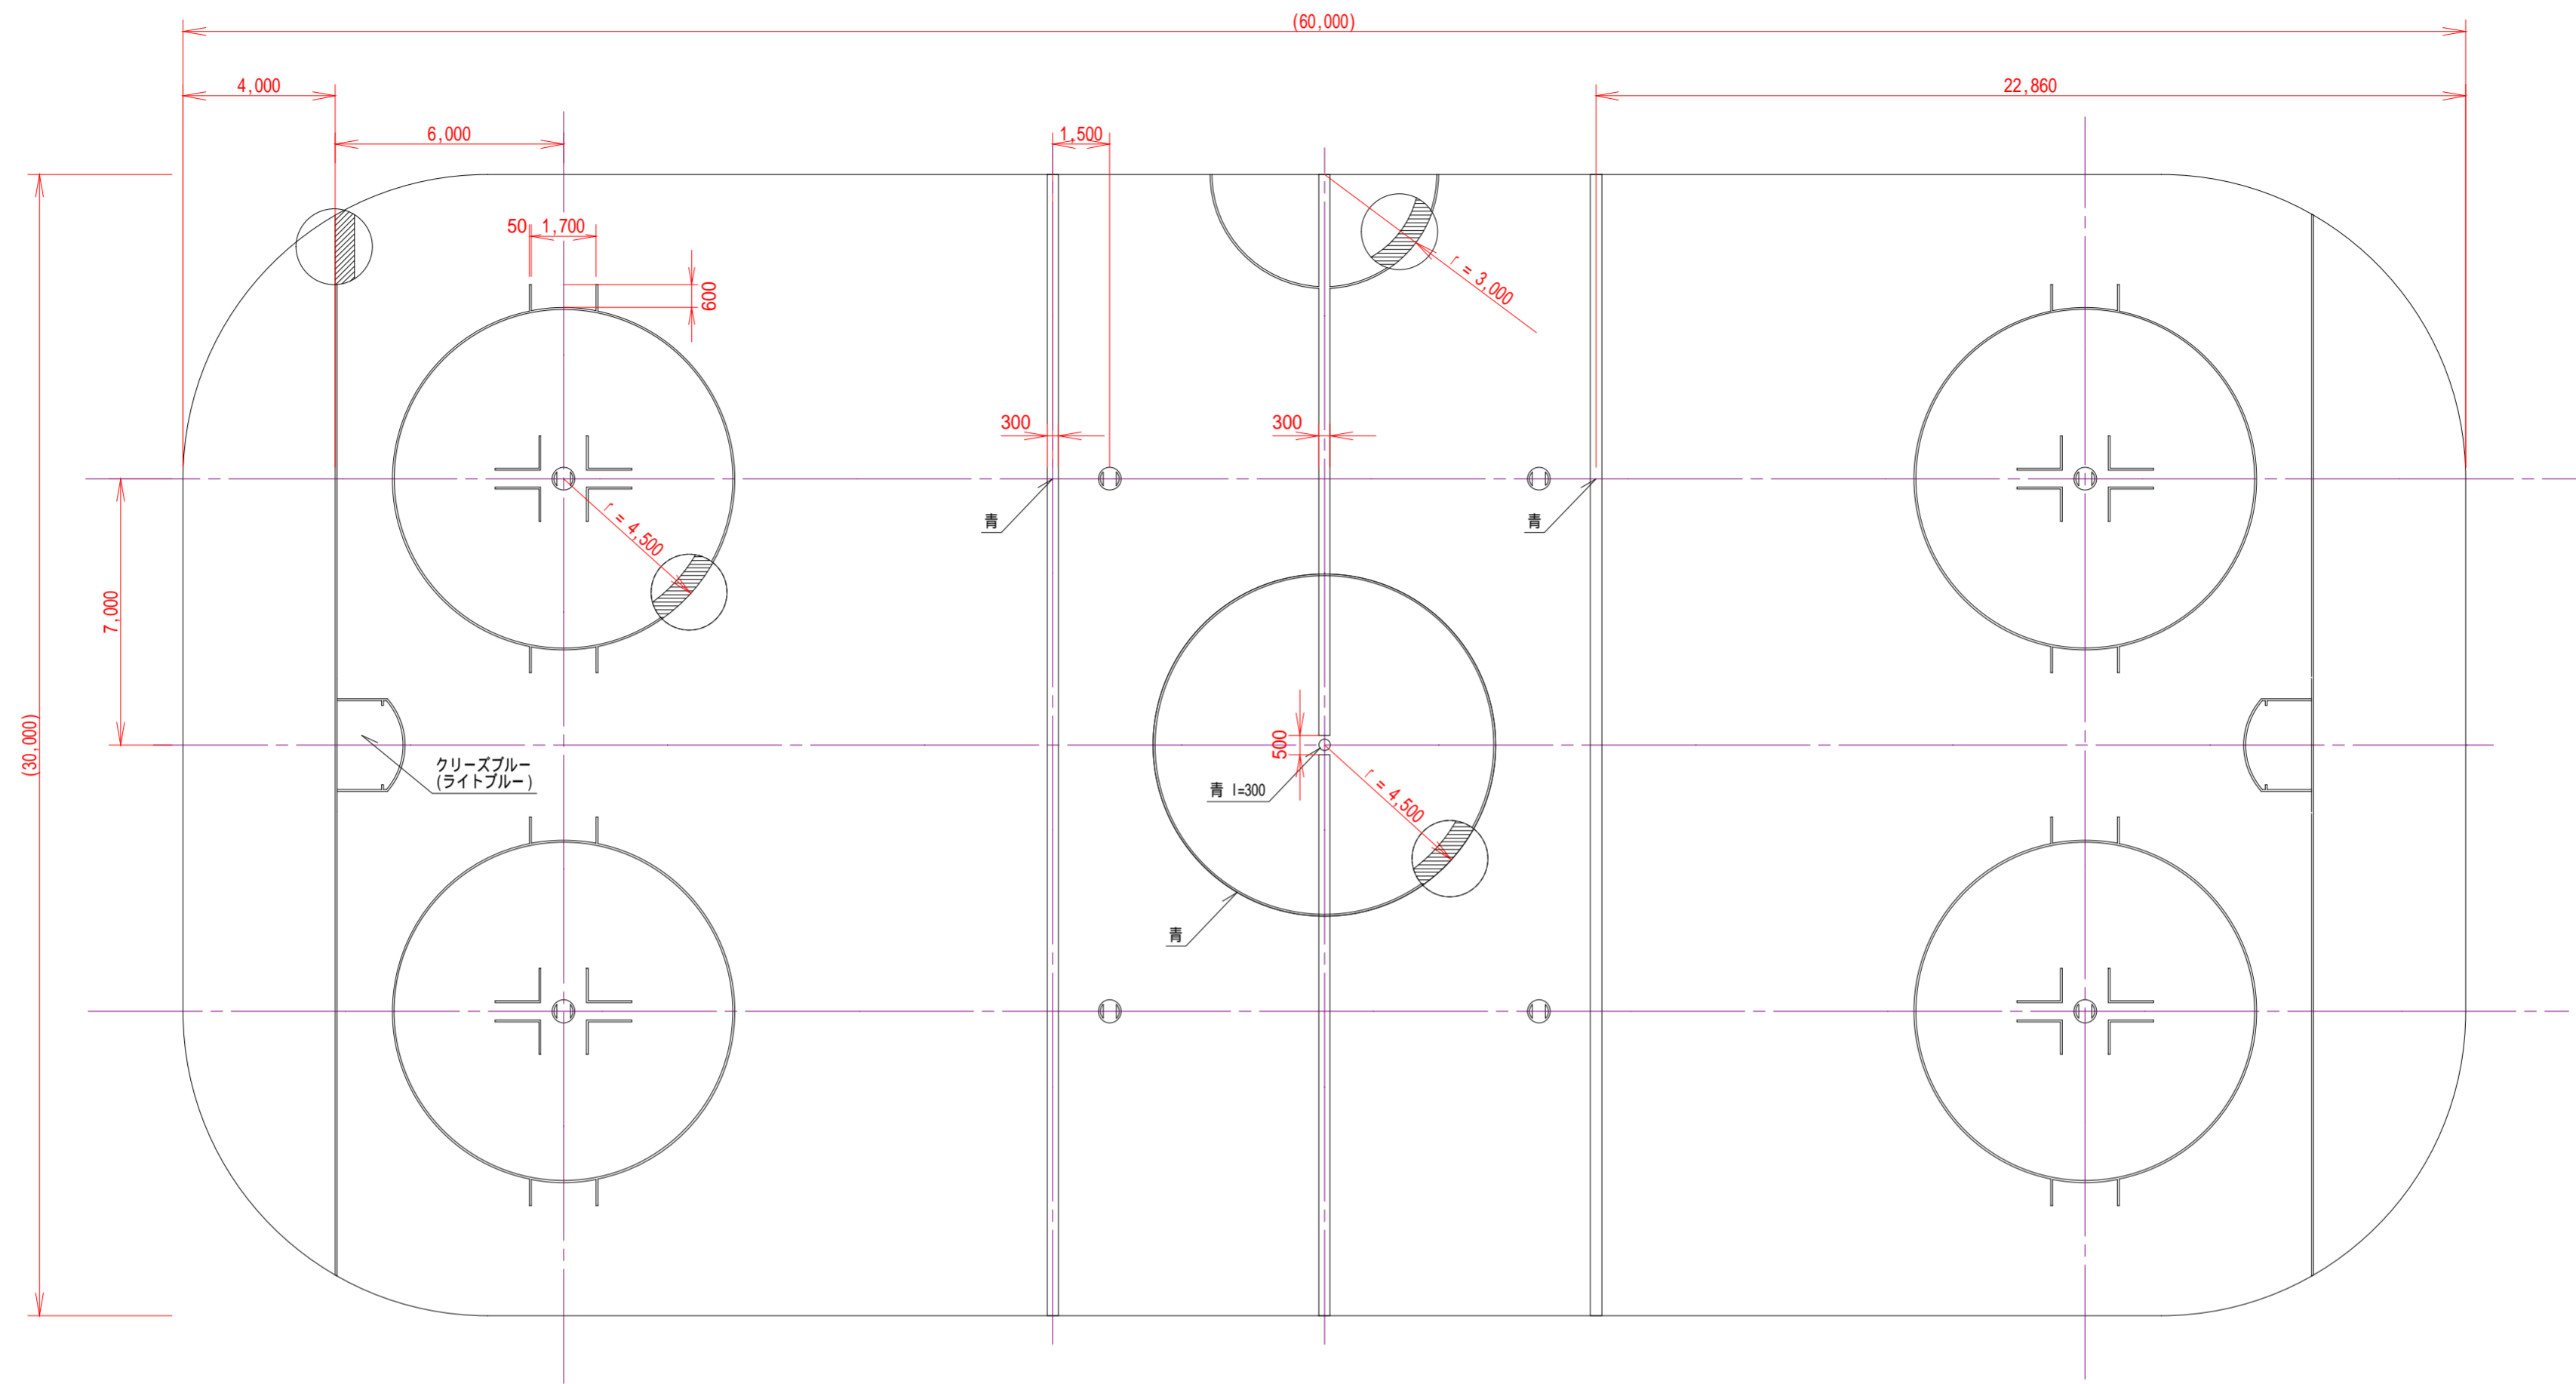 (60,000)
4,000
22,860
6,000
1,500
50
1,700
600
r = 3,000
300
300
青
青
r = 4,500
7,000
(30,000)
クリーズブルー
(ライトブルー)
500
青 l=300
r = 4,500
青